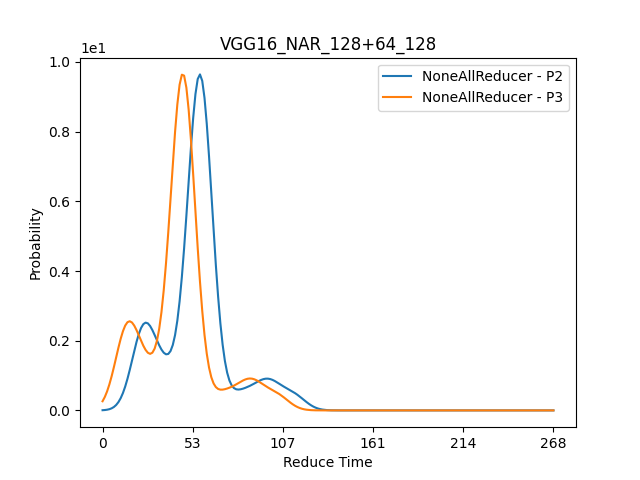 VGG16_NAR_128+64_128
1e1
NoneAllReducer - P2
NoneAllReducer - P3
1.0
0.8
0.6
0.4
0.2
0.0
Probability
0 53 107 161 214 268
Reduce Time